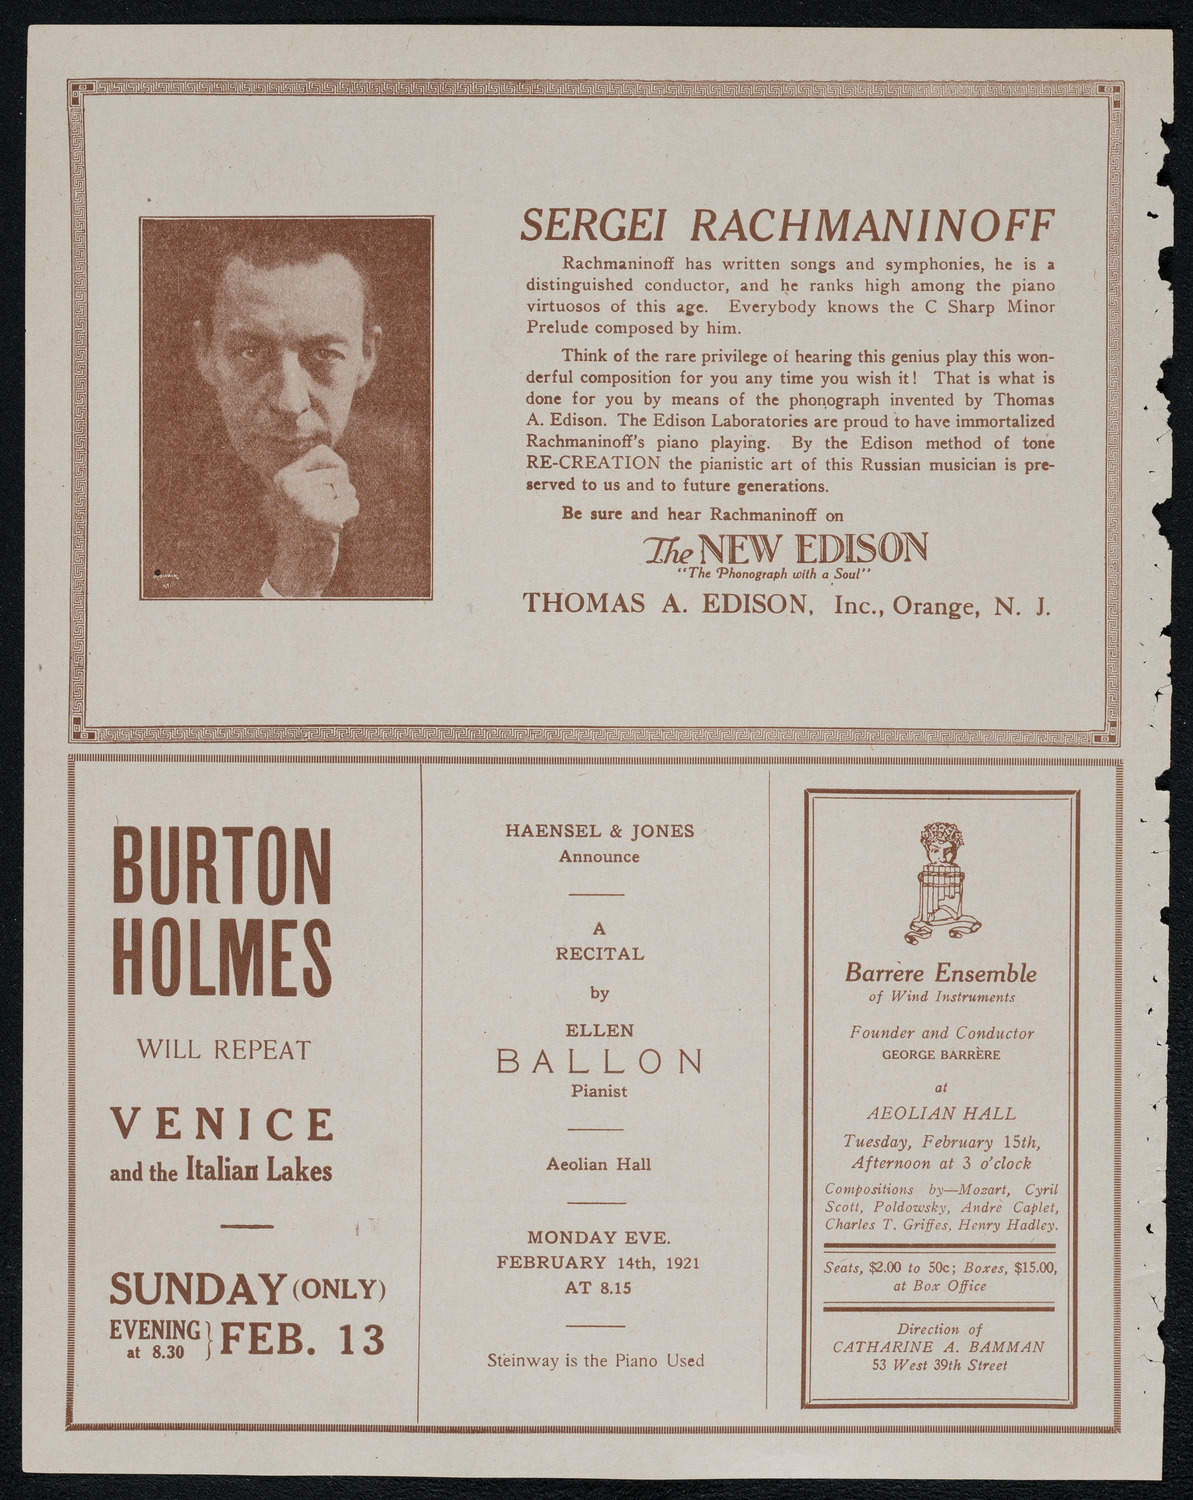 SERGEI RACHMANINOFF
Rachmaninoff has written songs and symphonies, he is a
distinguished conductor, and he ranks high among the piano
virtuosos of this age. Everybody knows the C Sharp Minor
Prelude composed by him.
Think of the rare privilege of hearing this genius play this won-
derful composition for you any time you wish it! That is what is
done for you by means of the phonograph invented by Thomas
A. Edison. The Edison Laboratories are proud to have immortalized
Rachmaninoff's piano playing. By the Edison method of tone
RE-CREATION the pianistic art of this Russian musician is pre-
served to us and to future generations.
Be sure and hear Rachmaninoff on
The NEW EDISON
"The Phonograph with a Soul"
THOMAS A. EDISON, Inc., Orange, N. J.
BURTON
HOLMES
WILL REPEAT
VENICE
and the Italian Lakes
SUNDAY (ONLY)
EVENING } FEB. 13
at 8.30
HAENSEL & JONES
Announce
A
RECITAL
by
ELLEN
BALLON
Pianist
Aeolian Hall
MONDAY EVE.
FEBRUARY 14th, 1921
AT 8.15
Steinway is the Piano Used
Barrère Ensemble
of Wind Instruments
Founder and Conductor
GEORGE BARRÈRE
at
AEOLIAN HALL
Tuesday, February 15th,
Afternoon at 3 o'clock
Compositions by—Mozart, Cyril
Scott, Poldowsky, Andrè Caplet,
Charles T. Griffes, Henry Hadley.
Seats, $2.00 to 50c; Boxes, $15.00,
at Box Office
Direction of
CATHARINE A. BAMMAN
53 West 39th Street